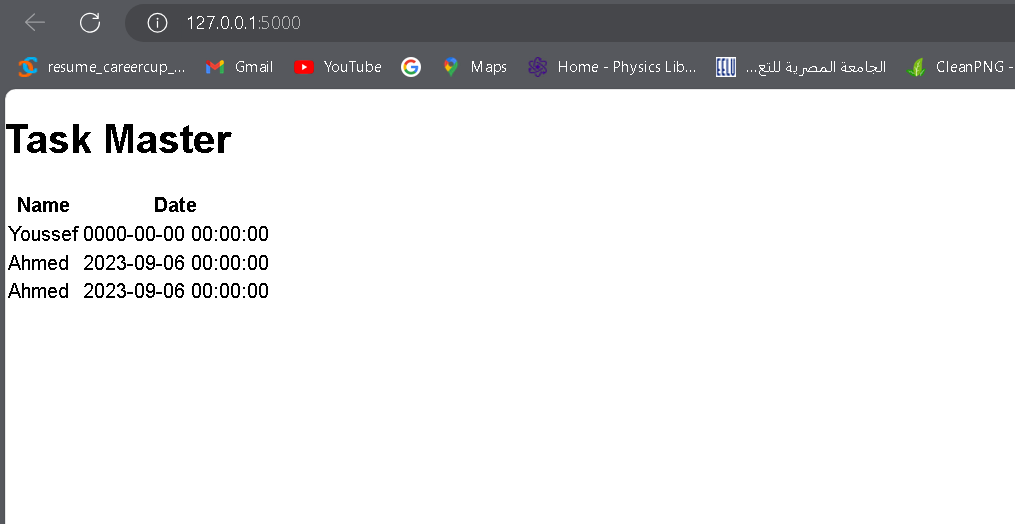 127.0.0.1:5000
resume_careercup_... Gmail YouTube Maps Home - Physics Lib... الجامعة المصرية للتع... CleanPNG -
Task Master
Name Date
Youssef 0000-00-00 00:00:00
Ahmed 2023-09-06 00:00:00
Ahmed 2023-09-06 00:00:00